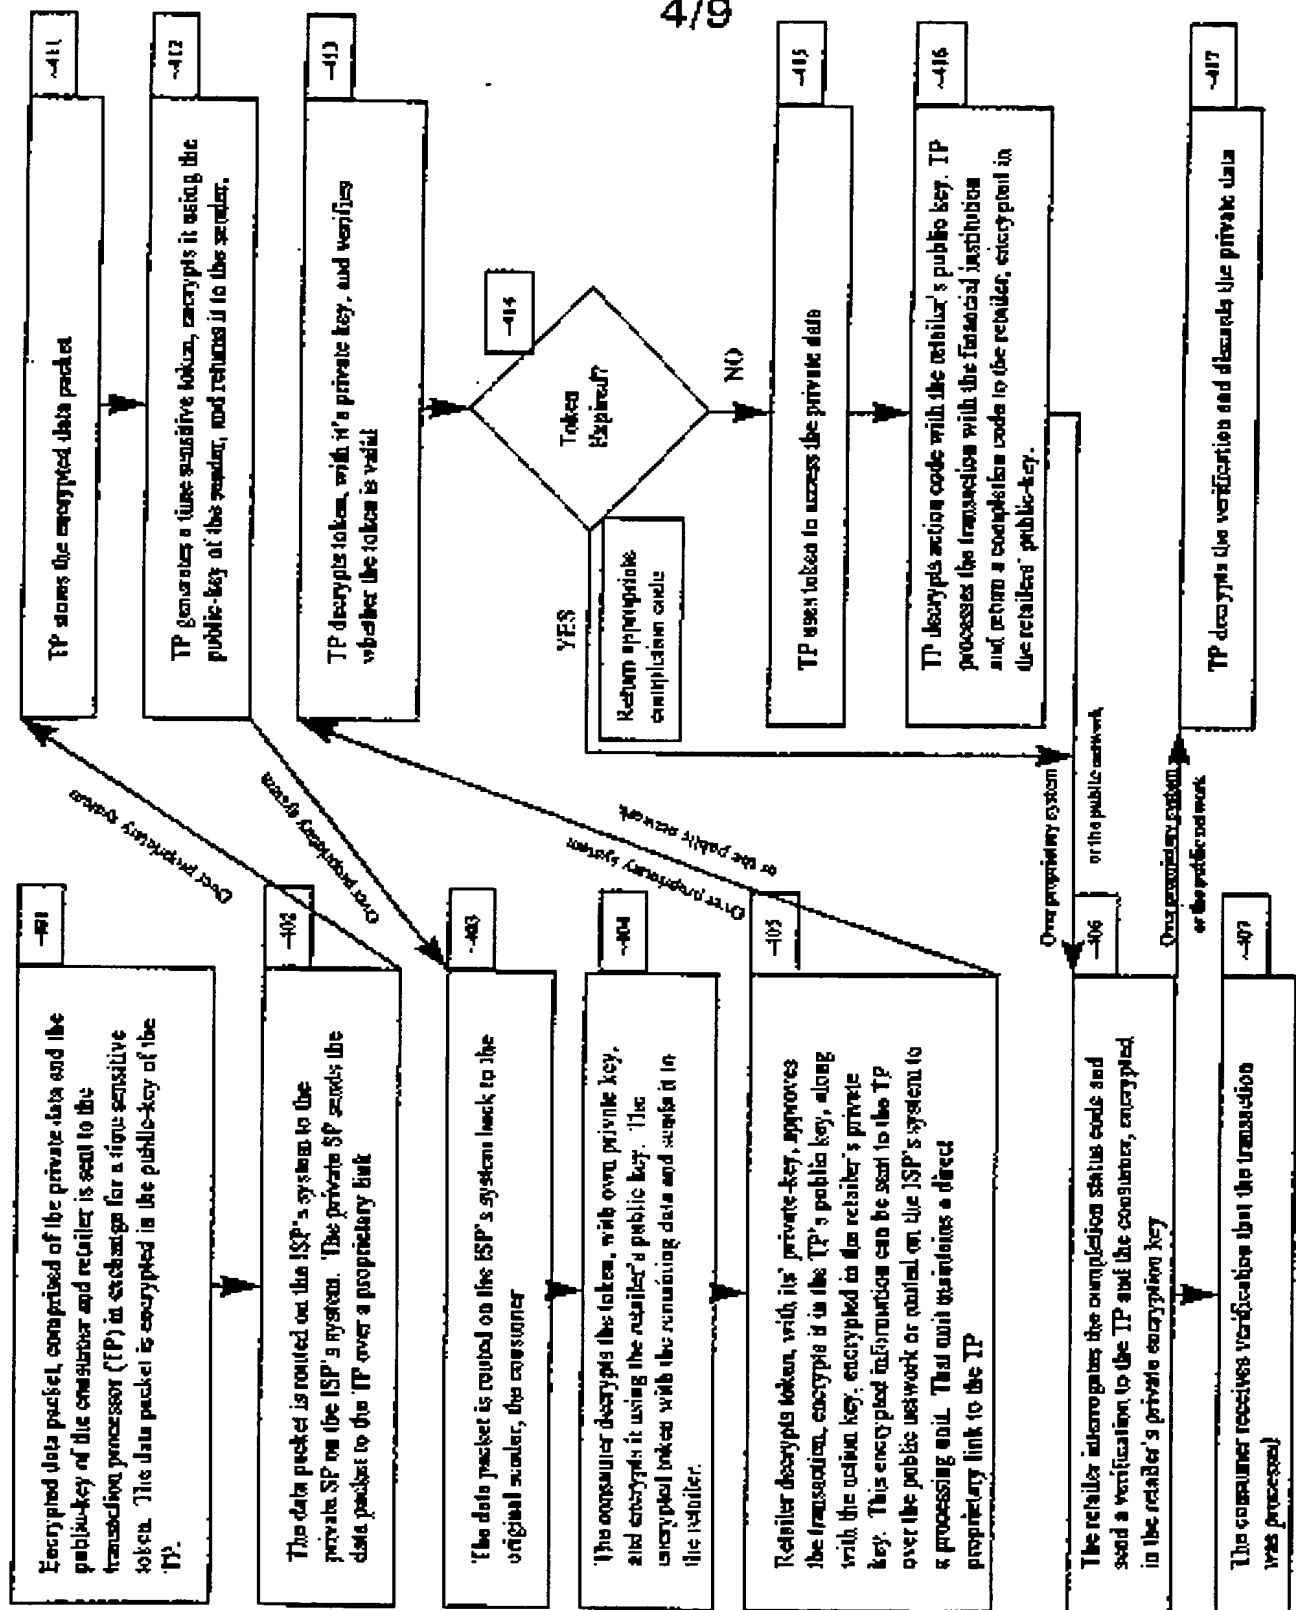 4/9
~401
Encrypted data packet, comprised of the private data and the
public-key of the consumer and retailer is sent to the
transaction processor (TP) in exchange for a time sensitive
token. The data packet is encrypted in the public-key of the
TP.
~402
The data packet is routed on the ISP's system to the
private SP on the ISP's system. The private SP sends the
data packet to the TP over a proprietary link
~403
The data packet is routed on the ISP's system back to the
original sender, the consumer
~404
The consumer decrypts the token, with own private key,
and encrypts it using the retailer's public key. The
encrypted token with the remaining data and sends it to
the retailer.
~405
Retailer decrypts token, with, its' private-key, approves
the transaction, encrypts it in the TP's public key, along
with the action key, encrypted in the retailer's private
key. This encrypted information can be sent to the TP
over the public network or routed on the ISP's system to
a processing unit. That unit maintains a direct
proprietary link to the TP
~406
The retailer interrogates the completion status code and
send a verification to the TP and the consumer, encrypted
in the retailer's private encryption key
~407
The consumer receives verification that the transaction
was processed
Over proprietary system
Over proprietary system
Over proprietary system
or the public network
Over proprietary system
or the public network
Over proprietary system
or the public network
~411
TP stores the encrypted data packet
~412
TP generates a time sensitive token, encrypts it using the
public-key of the sender, and returns it to the sender.
~413
TP decrypts token, with it's private key, and verifies
whether the token is valid
~414
Token
Expired?
YES
NO
Return appropriate
completion code
~415
TP uses token to access the private data
~416
TP decrypts action code with the retailer's public key. TP
processes the transaction with the financial institution
and return a completion code to the retailer, encrypted in
the retailers' public-key.
~417
TP decrypts the verification and discards the private data